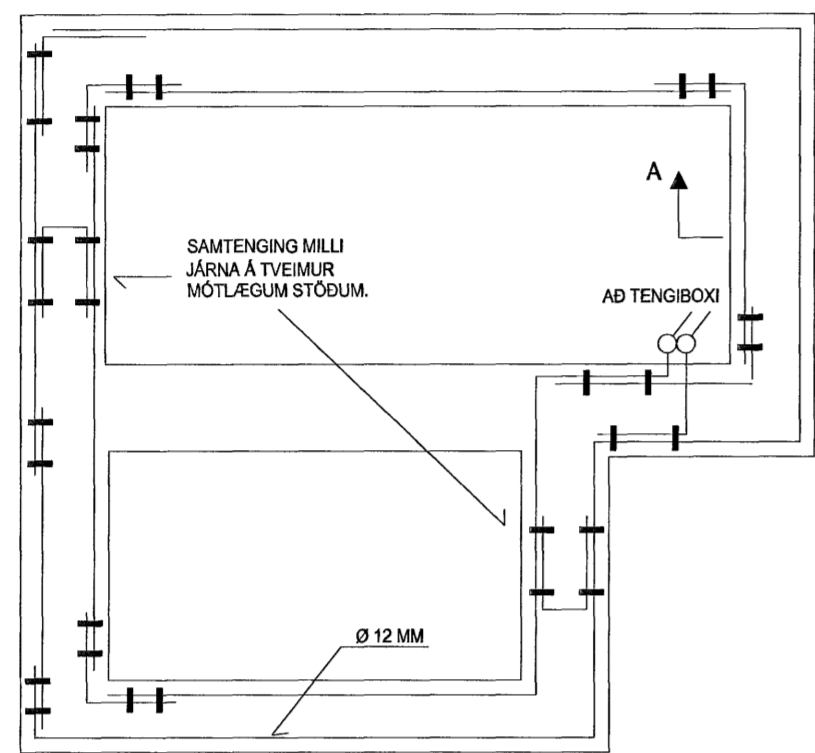 A
SAMTENGING MILLI
JÁRNA Á TVEIMUR
MÓTLÆGUM STÖÐUM.
AÐ TENGIBOXI
Ø 12 MM